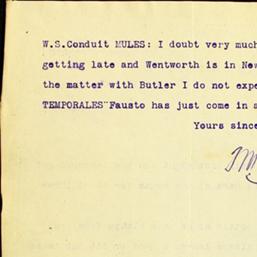 W.S.Conduit MULES: I doubt very much
getting late and Wentworth is in New
the matter with Butler I do not expe
TEMPORALES"Fausto has just come in s
Yours since